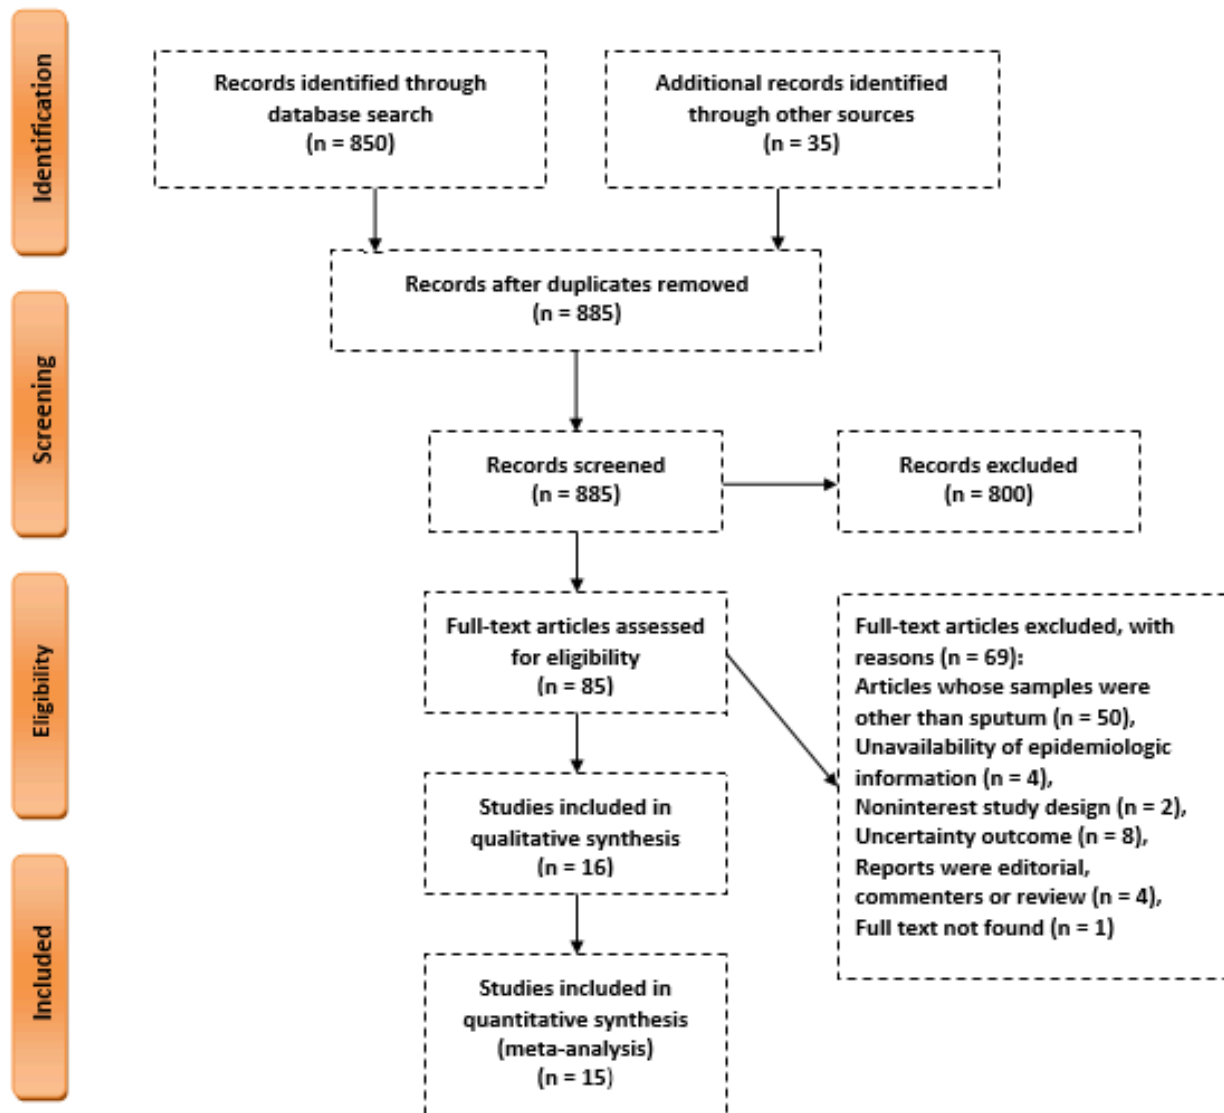 Identification
Records identified through
database search
(n = 850)
Additional records identified
through other sources
(n = 35)
Records after duplicates removed
(n = 885)
Screening
Records screened
(n = 885)
Records excluded
(n = 800)
Eligibility
Full-text articles assessed
for eligibility
(n = 85)
Full-text articles excluded, with
reasons (n = 69):
Articles whose samples were
other than sputum (n = 50),
Unavailability of epidemiologic
information (n = 4),
Noninterest study design (n = 2),
Uncertainty outcome (n = 8),
Reports were editorial,
commenters or review (n = 4),
Full text not found (n = 1)
Studies included in
qualitative synthesis
(n = 16)
Included
Studies included in
quantitative synthesis
(meta-analysis)
(n = 15)